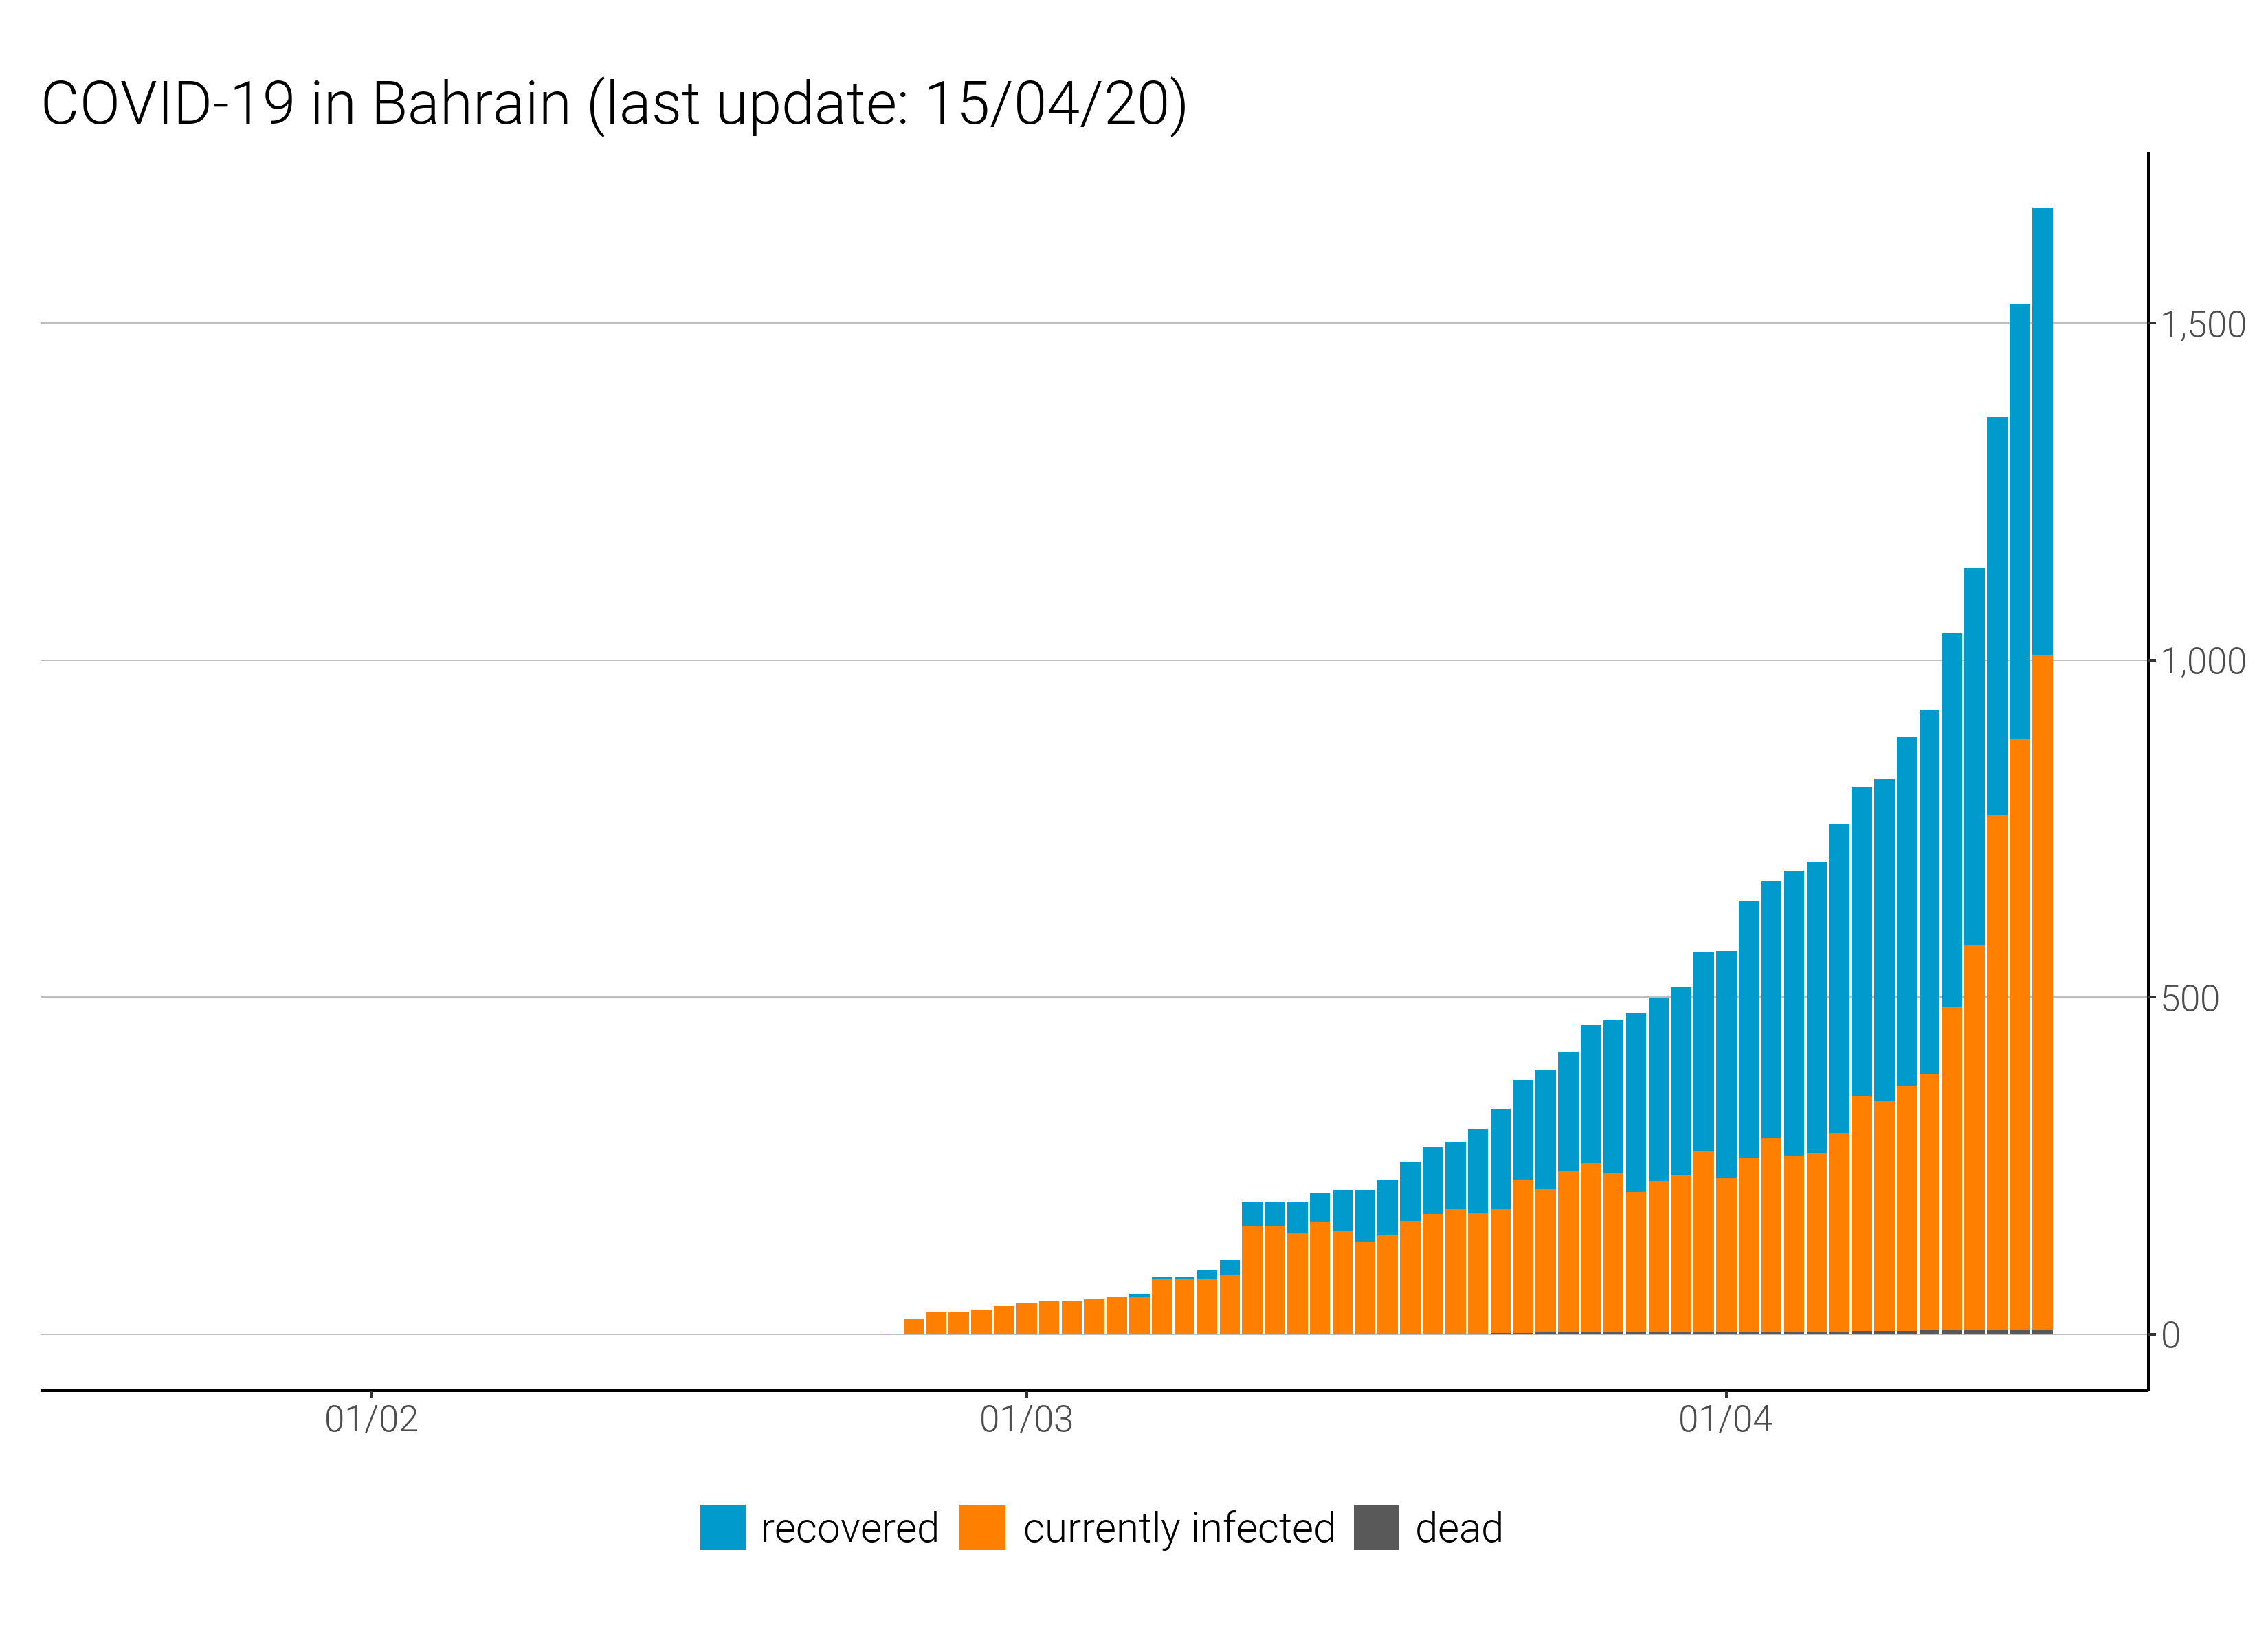 COVID-19 in Bahrain (last update: 15/04/20)
1,500
1,000
500
0
01/02 01/03 01/04
recovered currently infected dead